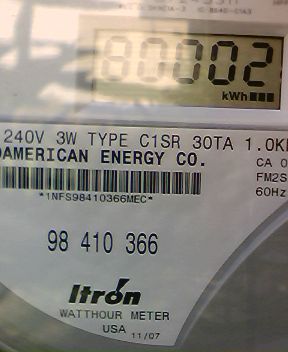 80002
kWh
240V 3W TYPE C1SR 30TA 1.0K
AMERICAN ENERGY CO.
CA 0
*1NFS98410366MEC*
FM2S
60Hz
98 410 366
Itron
WATTHOUR METER
USA 11/07